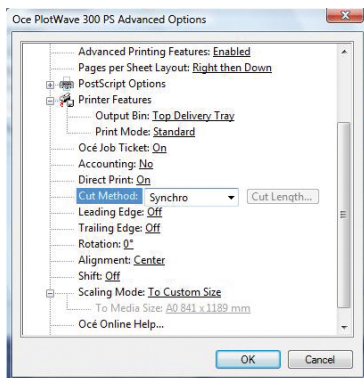 Oce PlotWave 300 PS Advanced Options
Advanced Printing Features: Enabled
Pages per Sheet Layout: Right then Down
PostScript Options
Printer Features
Output Bin: Top Delivery Tray
Print Mode: Standard
Océ Job Ticket: On
Accounting: No
Direct Print: On
Cut Method: Synchro Cut Length...
Leading Edge: Off
Trailing Edge: Off
Rotation: 0°
Alignment: Center
Shift: Off
Scaling Mode: To Custom Size
To Media Size: A0 841 x 1189 mm
Océ Online Help...
OK Cancel